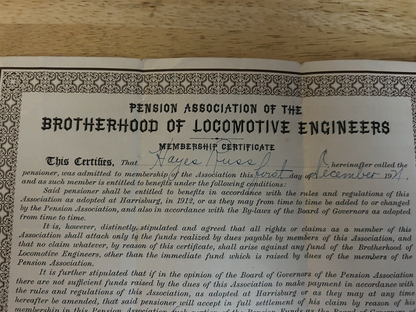 PENSION ASSOCIATION OF THE
BROTHERHOOD OF LOCOMOTIVE ENGINEERS
MEMBERSHIP CERTIFICATE
This Certifies, That Hayes Russ hereinafter called the
pensioner, was admitted to membership of the Association this first day of December 19
and as such member is entitled to benefits under the following conditions:
Said pensioner shall be entitled to benefits in accordance with the rules and regulations of this
Association as adopted at Harrisburg, in 1912, or as they may from time to time be added to or changed
by the Pension Association, and also in accordance with the By-laws of the Board of Governors as adopted
from time to time.
It is, however, distinctly, stipulated and agreed that all rights or claims as a member of this
Association shall attach only to the funds realized by dues payable by members of this Association, and
that no claim whatever, by reason of this certificate, shall arise against any fund of the Brotherhood of
Locomotive Engineers, other than the immediate fund which is raised by dues of the members of the
Pension Association.
It is further stipulated that if in the opinion of the Board of Governors of the Pension Association
there are not sufficient funds raised by the dues of this Association to make payment in accordance with
the rules and regulations of this Association, as adopted at Harrisburg or as they may at any time
hereafter be amended, that said pensioner will accept in full settlement of his claim by reason of his
membership in this Pension Association